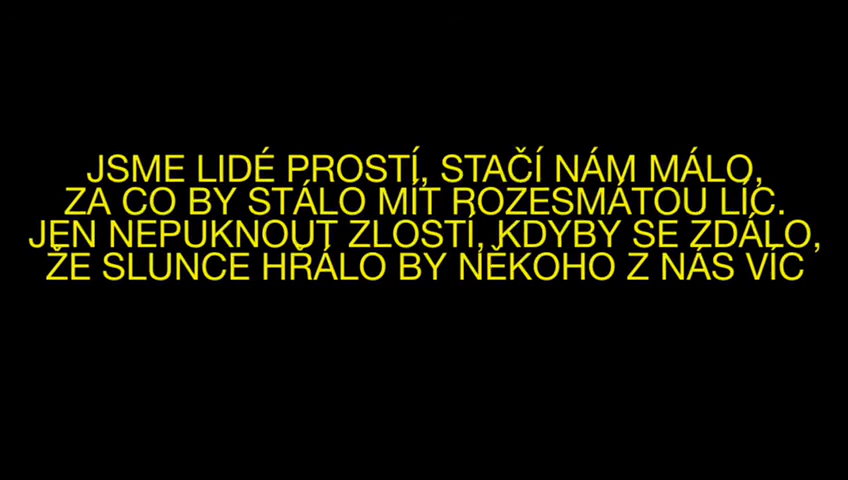 JSME LIDÉ PROSTÍ, STAČÍ NÁM MÁLO,
ZA CO BY STÁLO MÍT ROZESMÁTOU LÍC.
JEN NEPUKNOUT ZLOSTÍ, KDYBY SE ZDÁLO,
ŽE SLUNCE HŘÁLO BY NĚKOHO Z NÁS VÍC